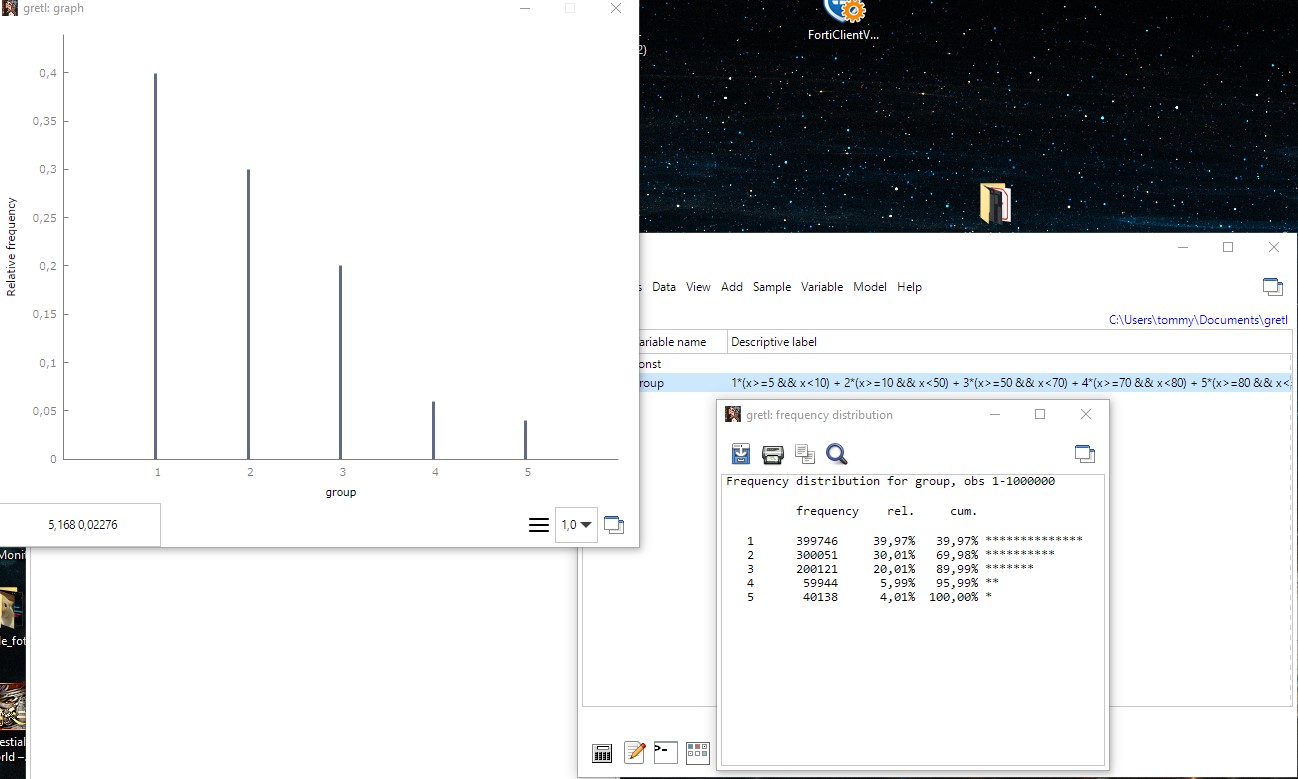 gretl: graph
Relative frequency
0,4
0,35
0,3
0,25
0,2
0,15
0,1
0,05
0
1 2 3 4 5
group
5,168 0,02276
1,0
FortiClientV...
2)
s Data View Add Sample Variable Model Help
C:\Users\tommy\Documents\gretl
ariable name Descriptive label
onst
roup 1*(x>=5 && x<10) + 2*(x>=10 && x<50) + 3*(x>=50 && x<70) + 4*(x>=70 && x<80) + 5*(x>=80 && x<
gretl: frequency distribution
Frequency distribution for group, obs 1-1000000
frequency rel. cum.
1 399746 39,97% 39,97% **************
2 300051 30,01% 69,98% **********
3 200121 20,01% 89,99% *******
4 59944 5,99% 95,99% **
5 40138 4,01% 100,00% *
Monit
le_fot
estial
rld –
>-